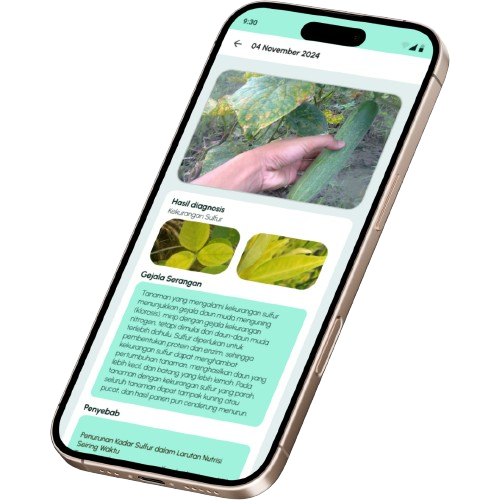 9:30
04 November 2024
Hasil diagnosis
Kekurangan Sulfur
Gejala Serangan
Tanaman yang mengalami kekurangan sulfur
menunjukkan gejala daun muda menguning
(klorosis), mirip dengan gejala kekurangan
nitrogen, tetapi dimulai dari daun-daun muda
terlebih dahulu. Sulfur diperlukan untuk
pembentukan protein dan enzim, sehingga
kekurangan sulfur dapat menghambat
pertumbuhan tanaman, menghasilkan daun yang
lebih kecil, dan batang yang lebih lemah. Pada
tanaman dengan kekurangan sulfur yang parah,
seluruh tanaman dapat tampak kuning atau
pucat, dan hasil panen pun cenderung menurun
Penyebab
Penurunan Kadar Sulfur dalam Larutan Nutrisi
Seiring Waktu